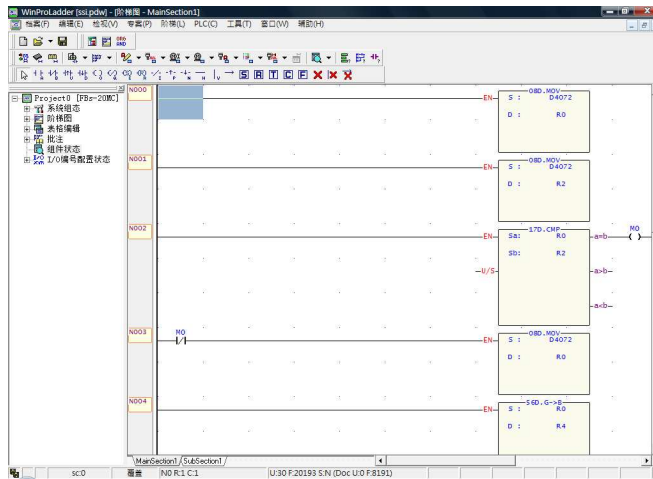 WinProLadder [ssi.pdw] - [阶梯图 - MainSection1]
档案(F) 编辑(E) 检视(V) 专案(P) 阶梯(L) PLC(C) 工具(T) 窗口(W) 辅助(H)
ORG
AND
S R T C F
Project0 [FBs-20MC]
系统组态
阶梯图
表格编辑
批注
组件状态
I/O编号配置状态
N000
08D.MOV
EN S : D4072
D : R0
N001
08D.MOV
EN S : D4072
D : R2
N002
17D.CMP
M0
EN Sa: R0 a=b
Sb: R2
U/S a>b
a<b
N003
M0
08D.MOV
EN S : D4072
D : R0
N004
56D.G->B
EN S : R0
D : R4
MainSection1 SubSection1
sc:0 覆盖 N0 R:1 C:1 U:30 F:20193 S:N (Doc U:0 F:8191)